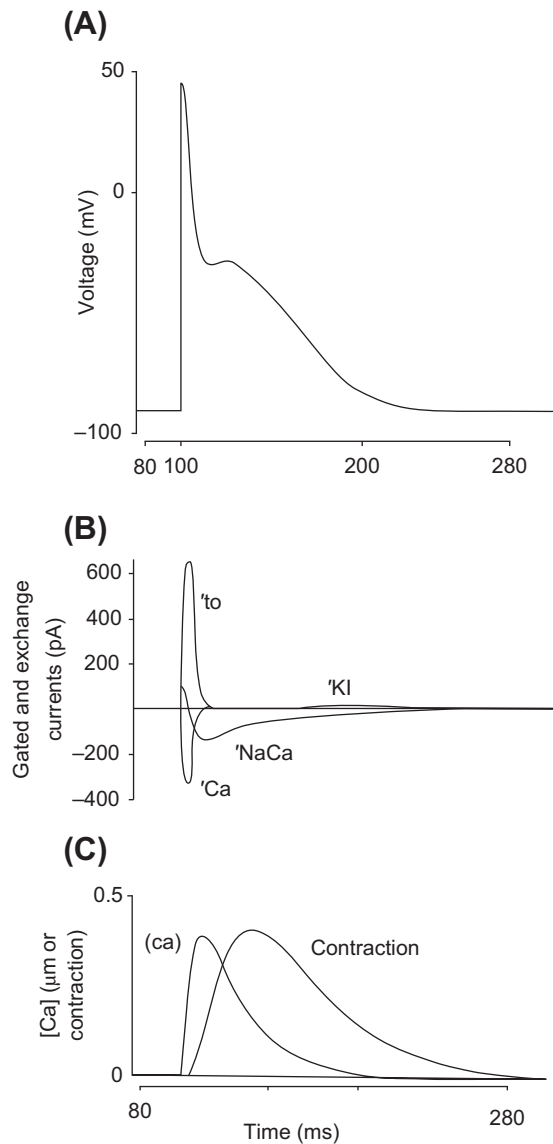 (A)
50
0
–100
Voltage (mV)
80 100 200 280
(B)
600
400
200
–200
–400
Gated and exchange
currents (pA)
'to
'KI
'NaCa
'Ca
(C)
0.5
0
[Ca] (μm or
contraction)
(ca)
Contraction
80 280
Time (ms)